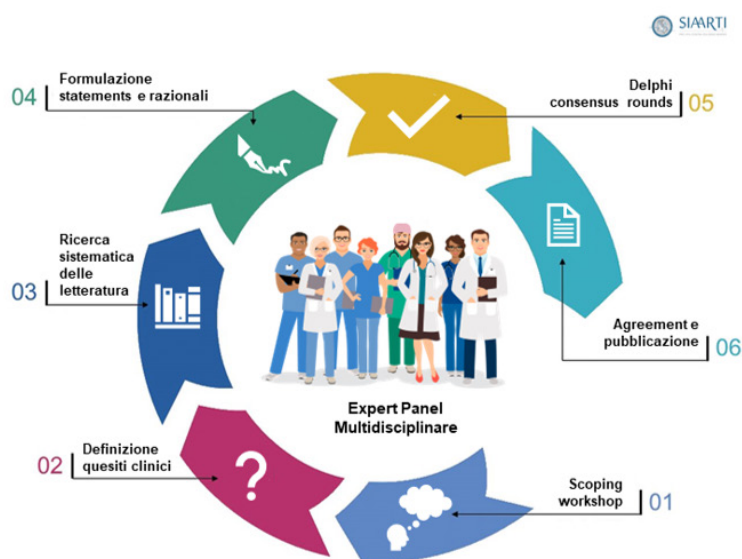 SIAARTI
04
Formulazione
statements e razionali
Delphi
consensus rounds
05
Ricerca
sistematica
delle
letteratura
03
Agreement e
pubblicazione
06
Expert Panel
Multidisciplinare
02
Definizione
quesiti clinici
Scoping
workshop
01